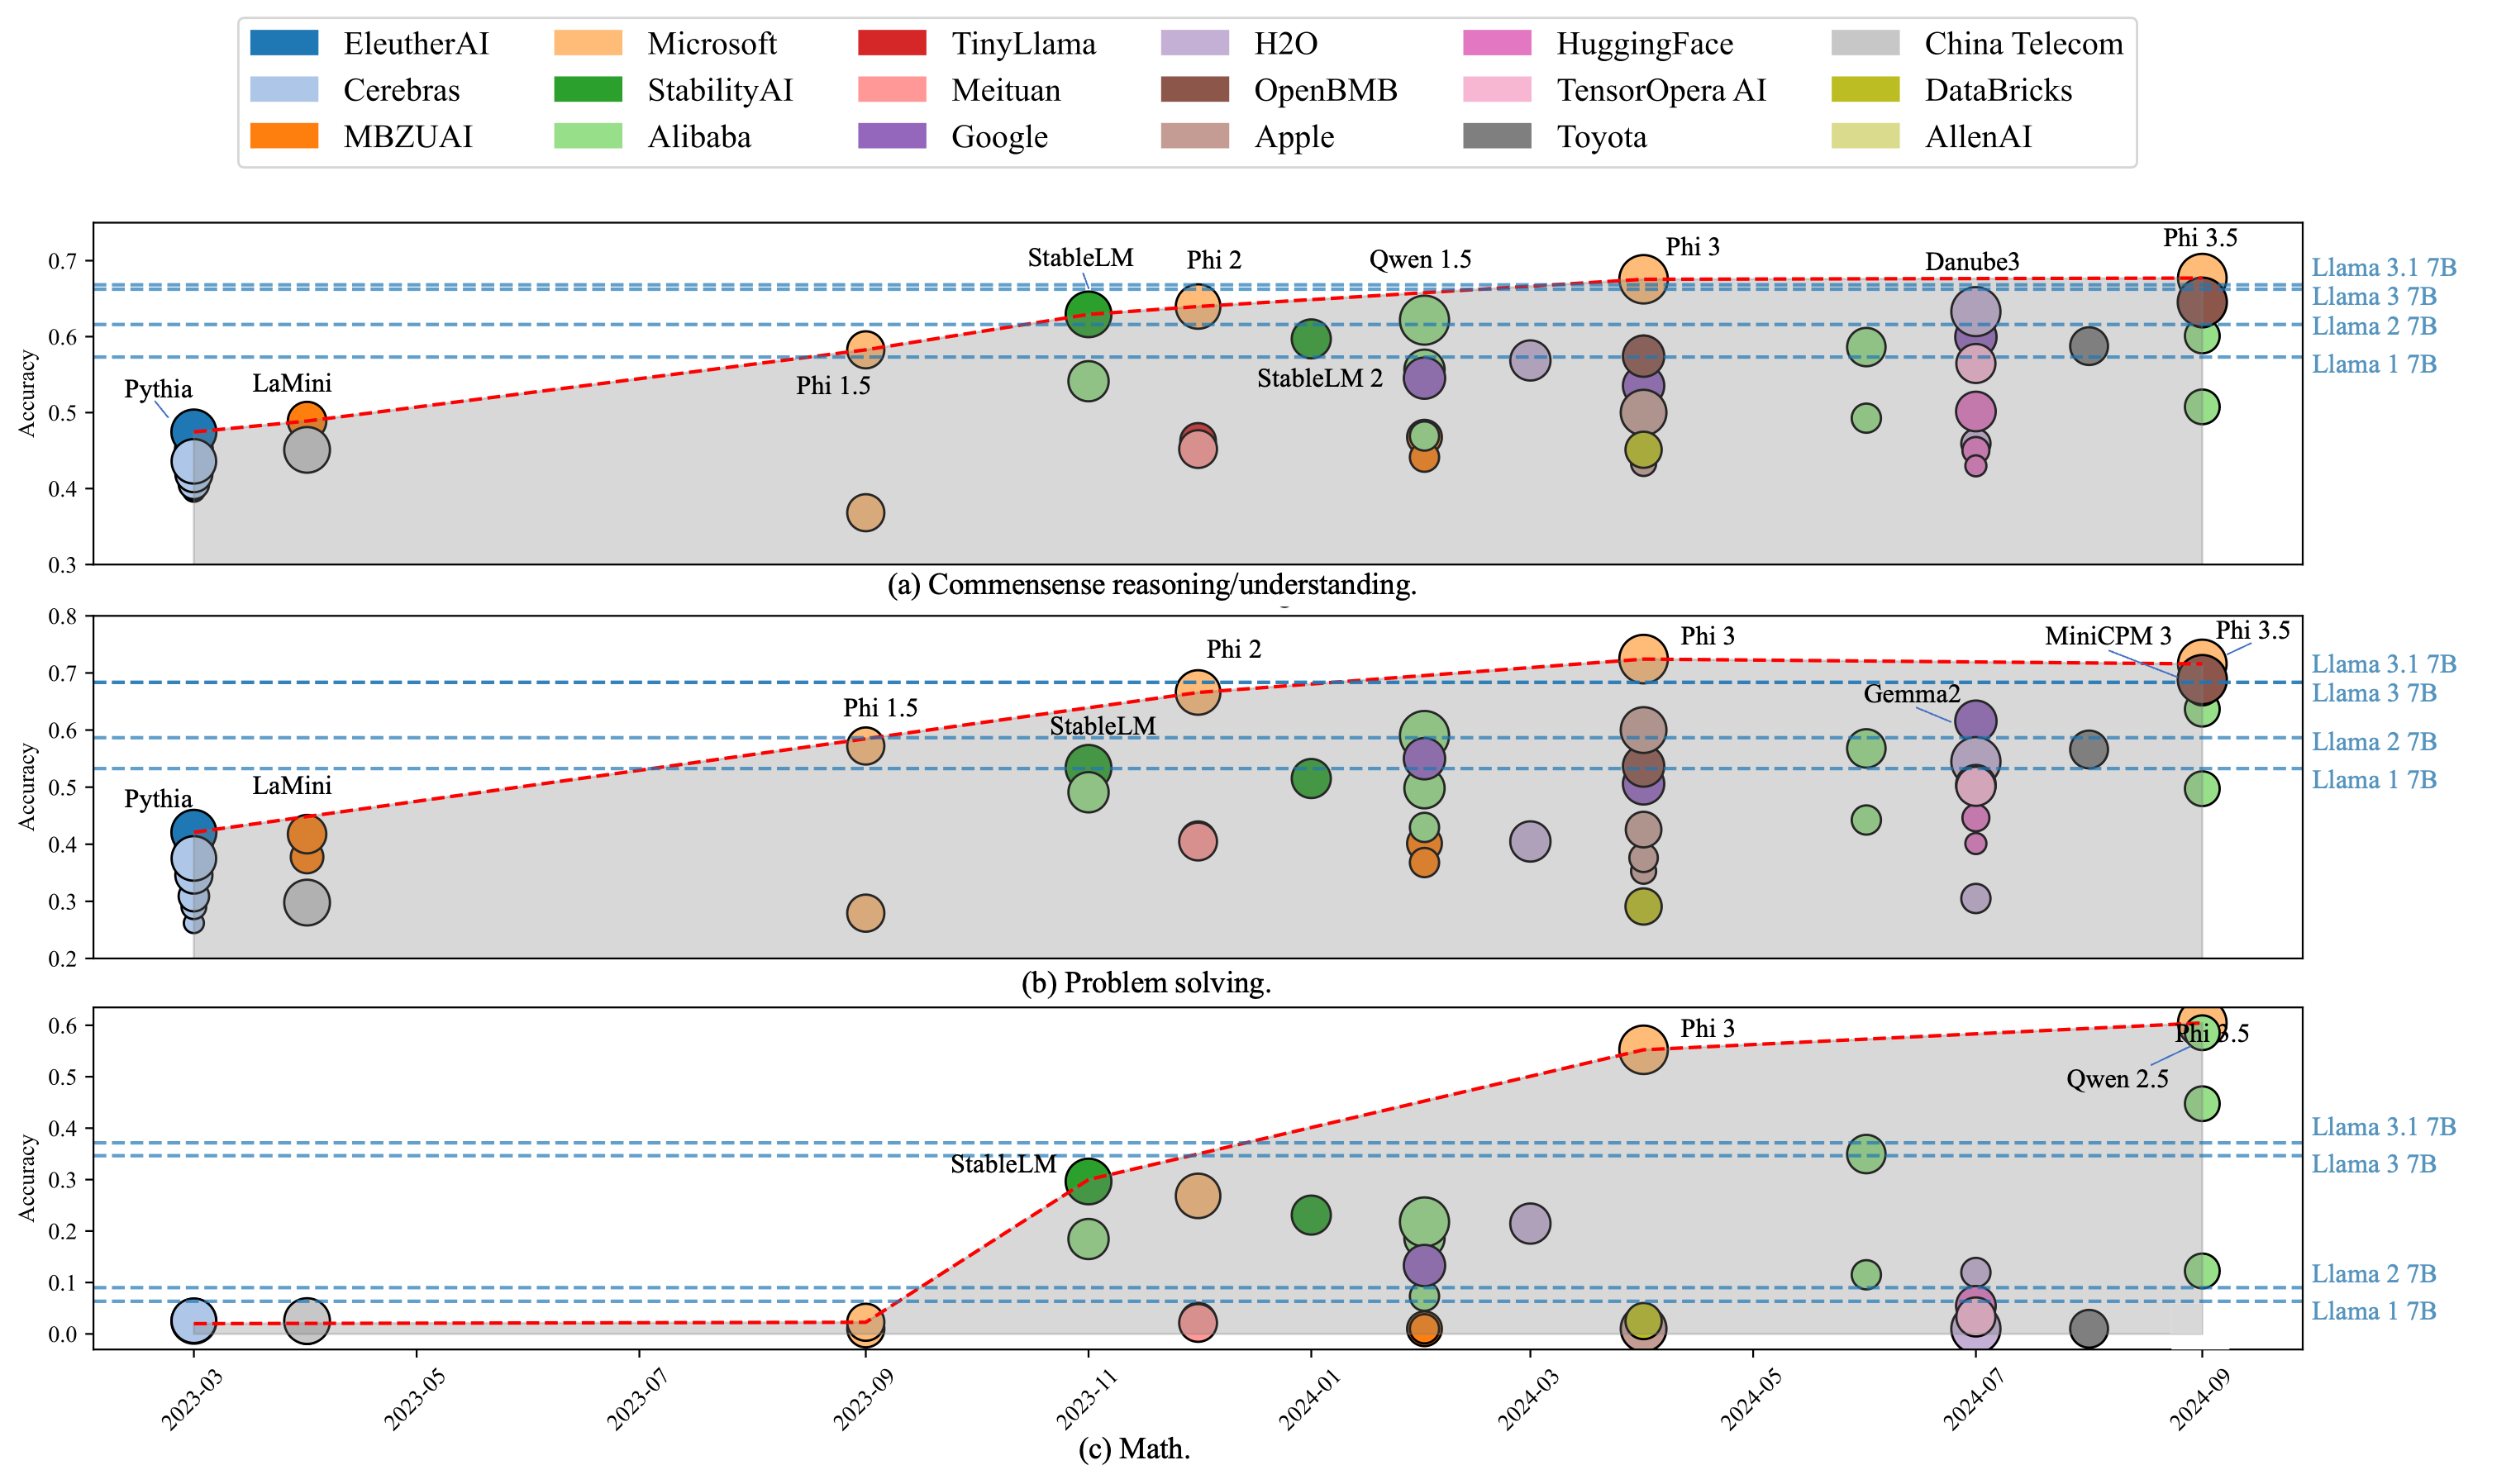 EleutherAI Microsoft TinyLlama H2O HuggingFace China Telecom
Cerebras StabilityAI Meituan OpenBMB TensorOpera AI DataBricks
MBZUAI Alibaba Google Apple Toyota AllenAI
Accuracy
0.7
0.6
0.5
0.4
0.3
Pythia
LaMini
Phi 1.5
StableLM
Phi 2
StableLM 2
Qwen 1.5
Phi 3
Danube3
Phi 3.5
Llama 3.1 7B
Llama 3 7B
Llama 2 7B
Llama 1 7B
(a) Commensense reasoning/understanding.
Accuracy
0.8
0.7
0.6
0.5
0.4
0.3
0.2
Pythia
LaMini
Phi 1.5
StableLM
Phi 2
Phi 3
Gemma2
MiniCPM 3
Phi 3.5
Llama 3.1 7B
Llama 3 7B
Llama 2 7B
Llama 1 7B
(b) Problem solving.
Accuracy
0.6
0.5
0.4
0.3
0.2
0.1
0.0
StableLM
Phi 3
Phi 3.5
Qwen 2.5
Llama 3.1 7B
Llama 3 7B
Llama 2 7B
Llama 1 7B
2023-03
2023-05
2023-07
2023-09
2023-11
2024-01
2024-03
2024-05
2024-07
2024-09
(c) Math.